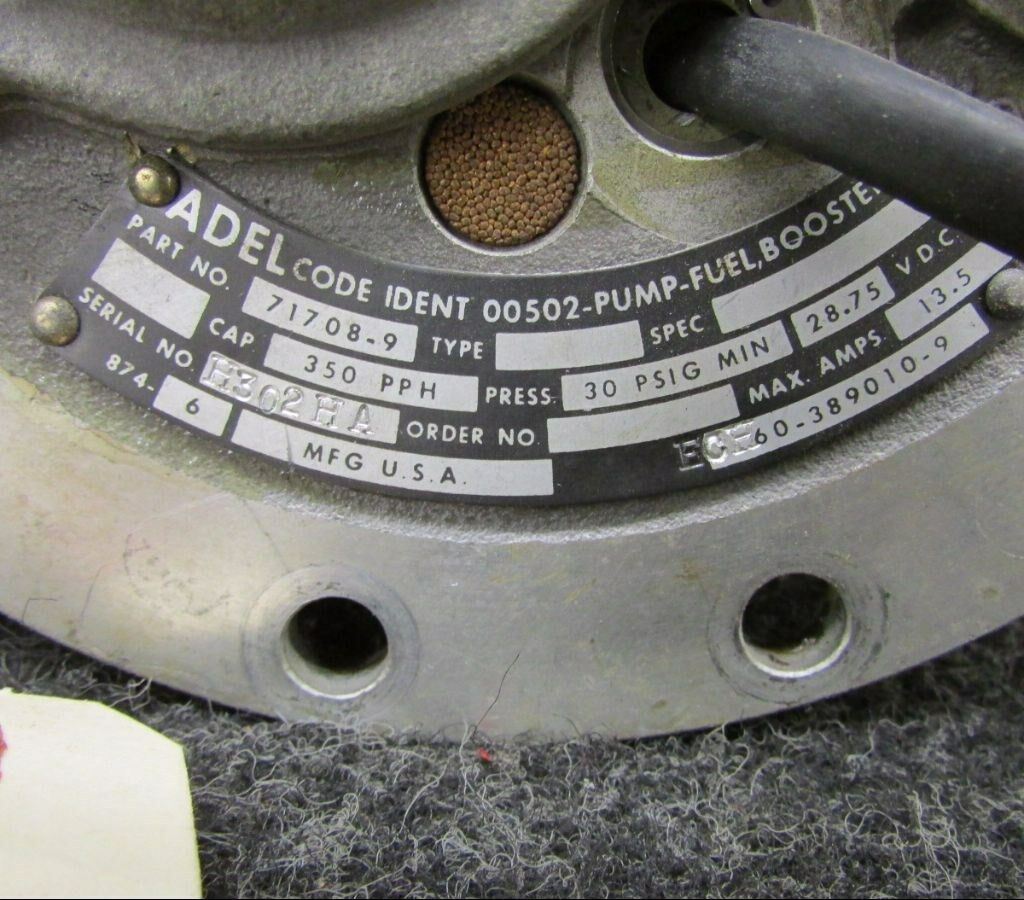 ADEL CODE IDENT 00502-PUMP-FUEL, BOOSTE
PART NO. 71708-9 TYPE SPEC
CAP 350 PPH PRESS. 30 PSIG MIN 28.75 V D.C.
SERIAL NO. H302HA ORDER NO. MAX. AMPS. 13.5
874- 6 MFG U.S.A. 60-389010-9